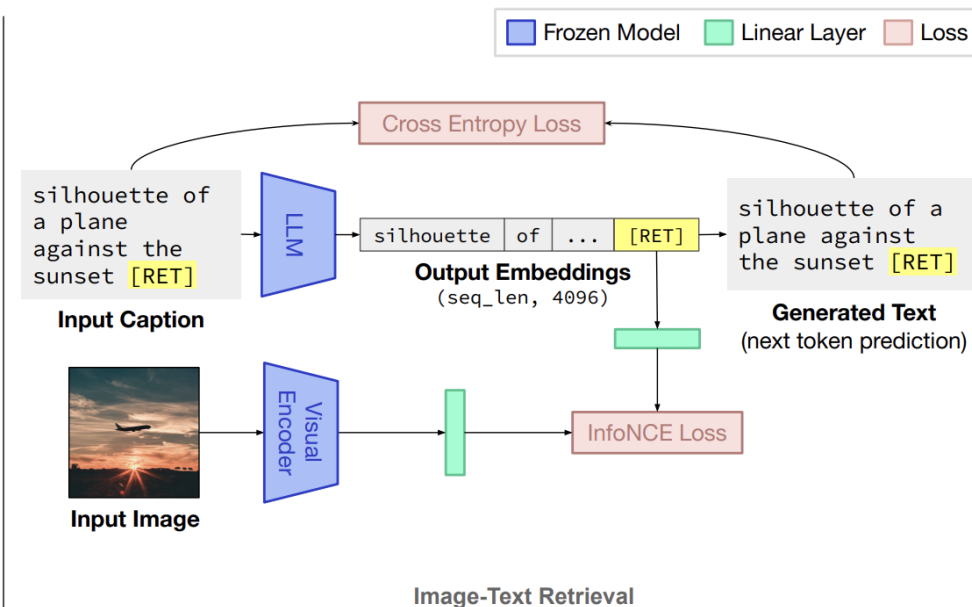 Frozen Model
Linear Layer
Loss
Cross Entropy Loss
silhouette of
a plane
against the
sunset [RET]
Input Caption
LLM
silhouette of ... [RET]
Output Embeddings
(seq_len, 4096)
silhouette of a
plane against
the sunset [RET]
Generated Text
(next token prediction)
Visual
Encoder
InfoNCE Loss
Input Image
Image-Text Retrieval